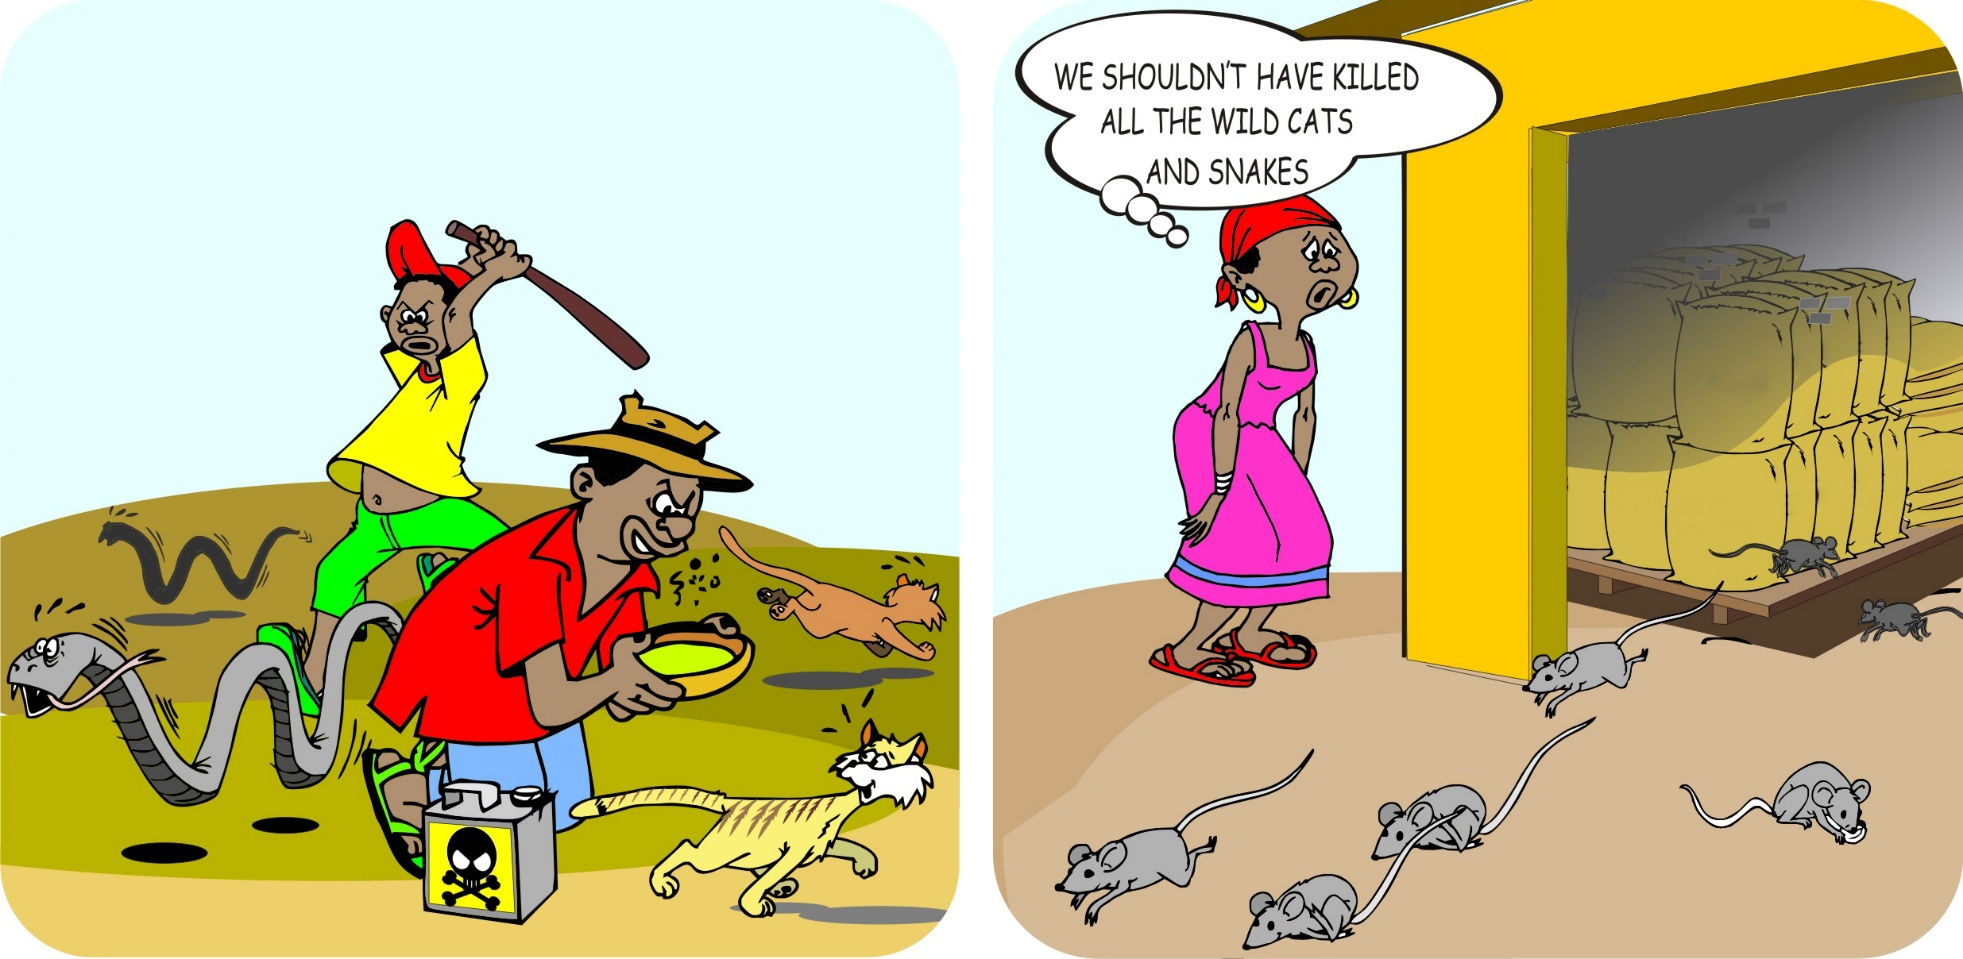 WE SHOULDN'T HAVE KILLED
ALL THE WILD CATS
AND SNAKES